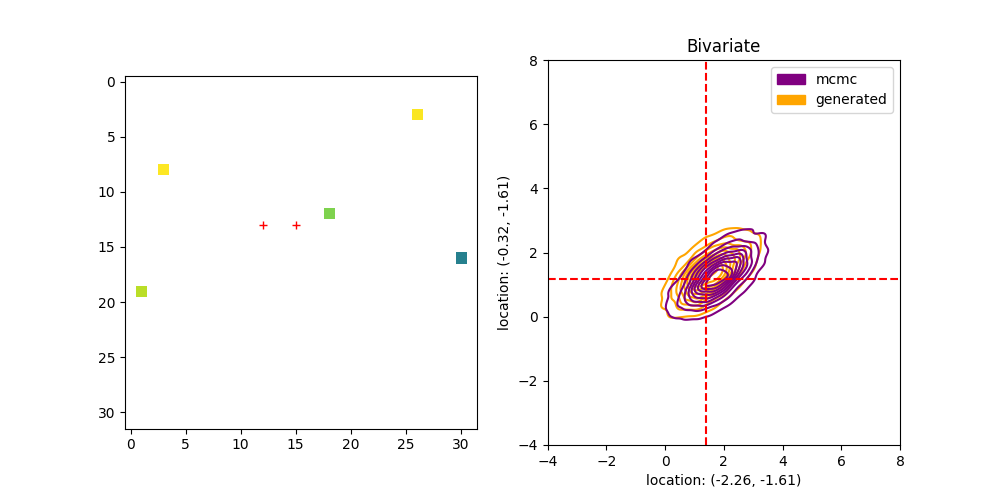 0
5
10
15
20
25
30
0 5 10 15 20 25 30
Bivariate
mcmc
generated
8
6
4
2
0
−2
−4
−4 −2 0 2 4 6 8
location: (-0.32, -1.61)
location: (-2.26, -1.61)